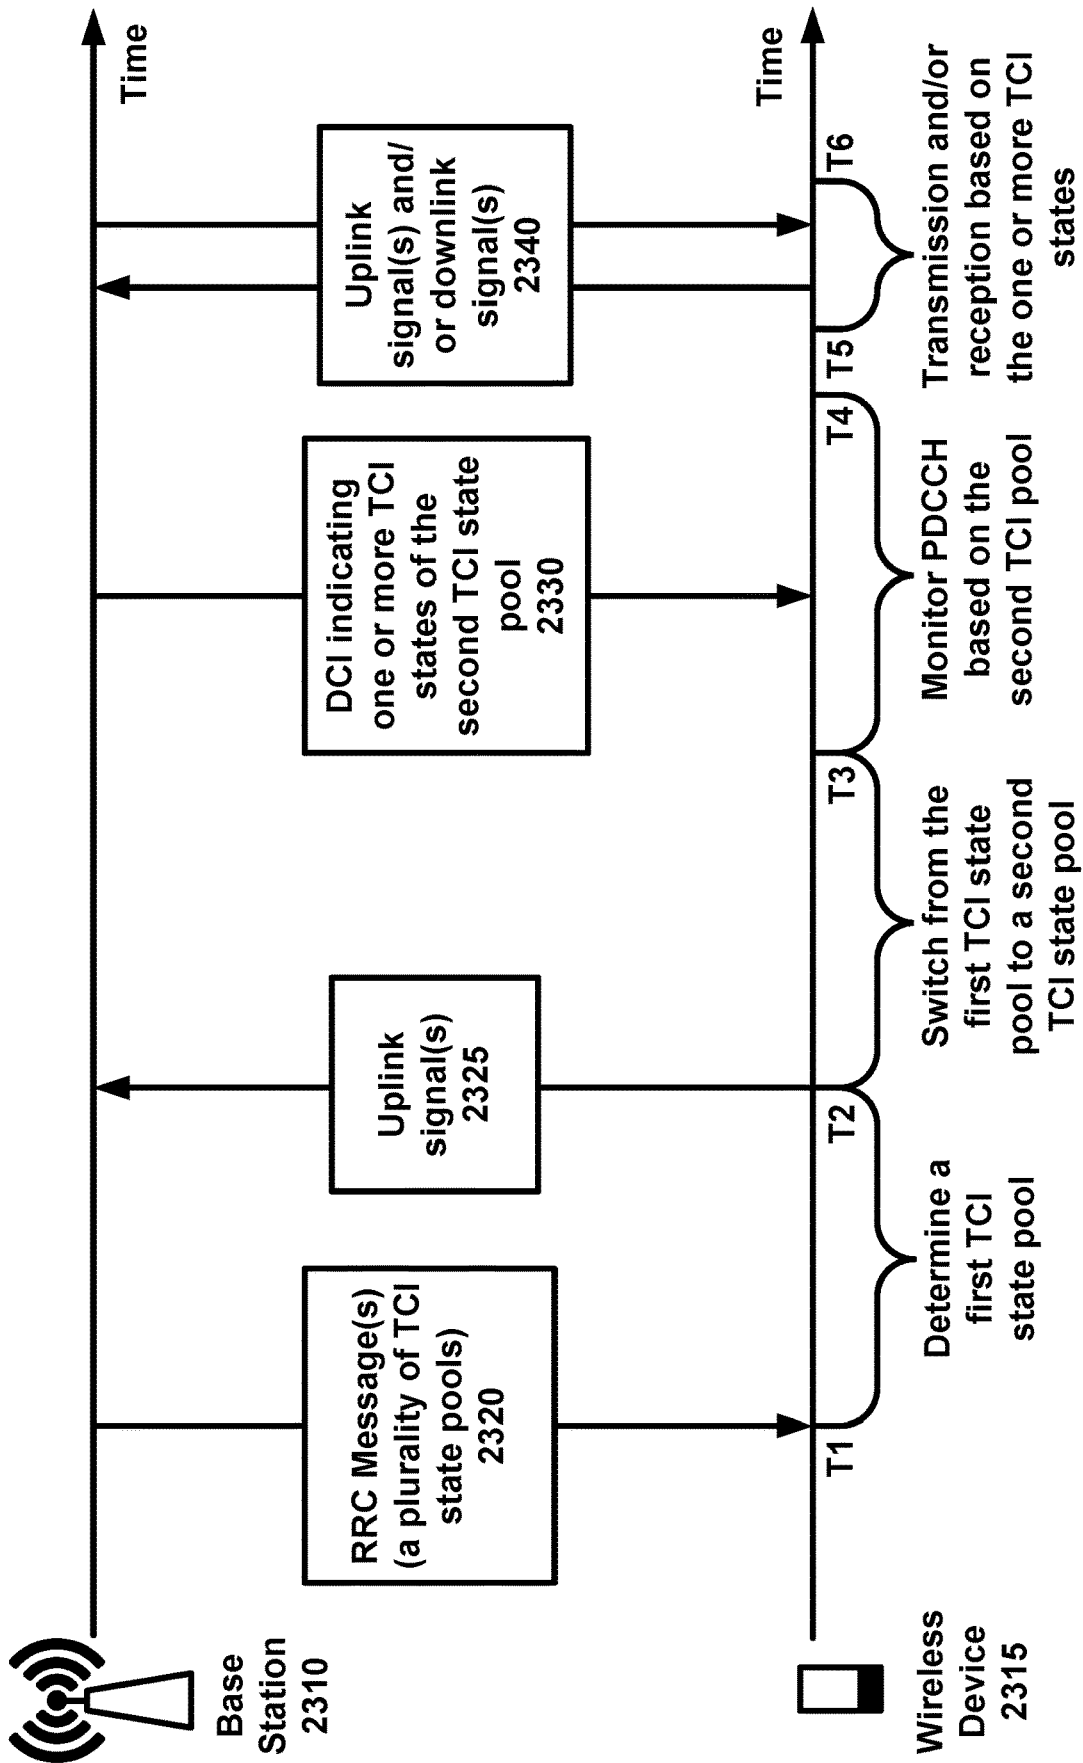 Base
Station
2310
RRC Message(s)
(a plurality of TCI
state pools)
2320
Uplink
signal(s)
2325
DCI indicating
one or more TCI
states of the
second TCI state
pool
2330
Uplink
signal(s) and/
or downlink
signal(s)
2340
Time
Wireless
Device
2315
T1
T2
T3
T4
T5
T6
Time
Determine a
first TCI
state pool
Switch from the
first TCI state
pool to a second
TCI state pool
Monitor PDCCH
based on the
second TCI pool
Transmission and/or
reception based on
the one or more TCI
states